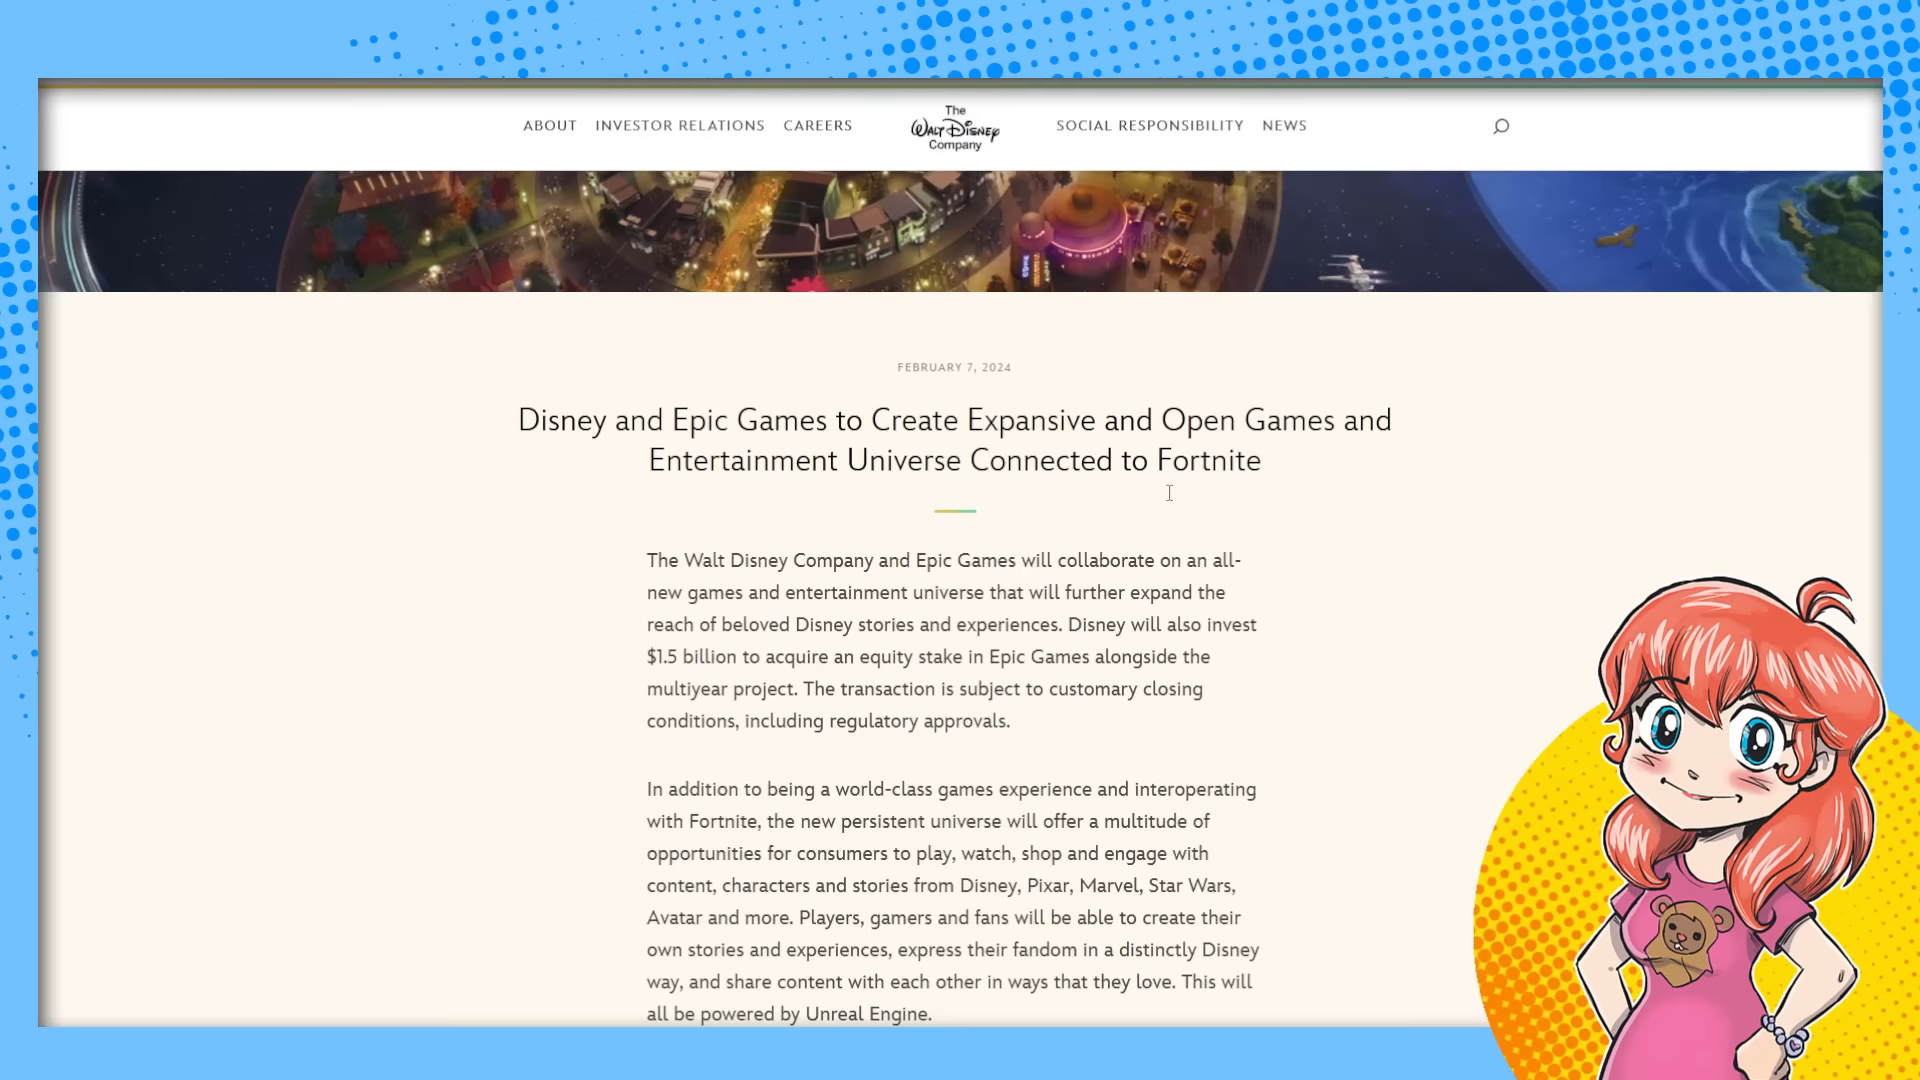 ABOUT INVESTOR RELATIONS CAREERS
The
Walt Disney
Company
SOCIAL RESPONSIBILITY NEWS
FEBRUARY 7, 2024
Disney and Epic Games to Create Expansive and Open Games and
Entertainment Universe Connected to Fortnite
The Walt Disney Company and Epic Games will collaborate on an all-
new games and entertainment universe that will further expand the
reach of beloved Disney stories and experiences. Disney will also invest
$1.5 billion to acquire an equity stake in Epic Games alongside the
multiyear project. The transaction is subject to customary closing
conditions, including regulatory approvals.
In addition to being a world-class games experience and interoperating
with Fortnite, the new persistent universe will offer a multitude of
opportunities for consumers to play, watch, shop and engage with
content, characters and stories from Disney, Pixar, Marvel, Star Wars,
Avatar and more. Players, gamers and fans will be able to create their
own stories and experiences, express their fandom in a distinctly Disney
way, and share content with each other in ways that they love. This will
all be powered by Unreal Engine.